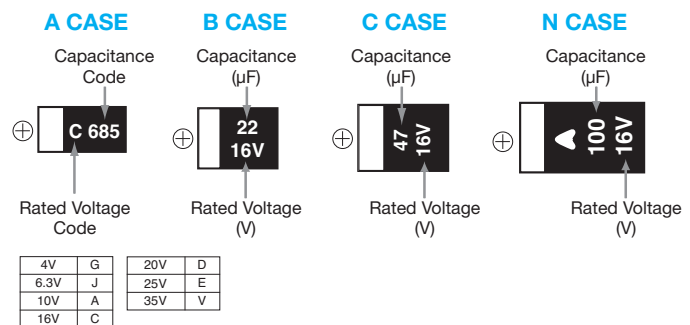 A CASE
B CASE
C CASE
N CASE
Capacitance
Code
Capacitance
(µF)
Capacitance
(µF)
Capacitance
(µF)
C 685
22
16V
47
16V
100
16V
Rated Voltage
Code
Rated Voltage
(V)
Rated Voltage
(V)
Rated Voltage
(V)
4V G
6.3V J
10V A
16V C
20V D
25V E
35V V